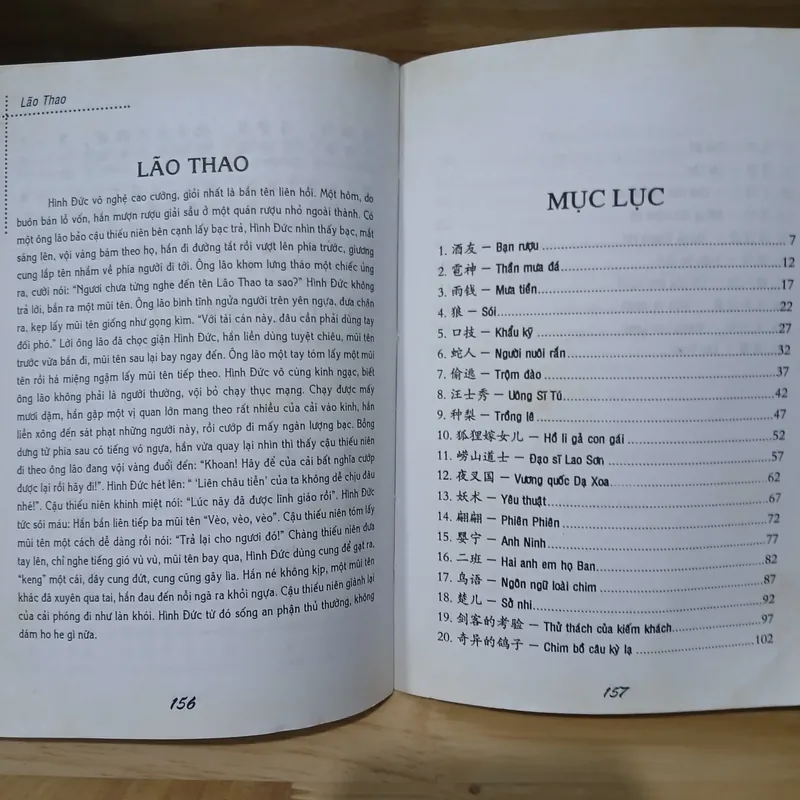 Lão Thao
LÃO THAO
Hình Đức võ nghệ cao cường, giỏi nhất là bắn tên liên hồi. Một hôm, do
buôn bán lỗ vốn, hắn mượn rượu giải sầu ở một quán rượu nhỏ ngoài thành. Có
một ông lão bảo cậu thiếu niên bên cạnh lấy bạc trả, Hình Đức nhìn thấy bạc, mắt
sáng lên, vội vàng bám theo họ, hắn đi đường tắt rồi vượt lên phía trước, giương
cung lắp tên nhắm về phía người đi tới. Ông lão khom lưng tháo một chiếc ủng
ra, cười nói: “Ngươi chưa từng nghe đến tên Lão Thao ta sao?” Hình Đức không
trả lời, bắn ra một mũi tên. Ông lão bình tĩnh ngửa người trên yên ngựa, đưa chân
ra, kẹp lấy mũi tên giống như gọng kìm. “Với tài cán này, đâu cần phải dùng tay
đối phó.” Lời ông lão đã chọc giận Hình Đức, hắn liền dùng tuyệt chiêu, mũi tên
trước vừa bắn đi, mũi tên sau lại bay ngay đến. Ông lão một tay tóm lấy một mũi
tên rồi há miệng ngậm lấy mũi tên tiếp theo. Hình Đức vô cùng kinh ngạc, biết
ông lão không phải là người thường, vội bỏ chạy thục mạng. Chạy được mấy
mươi dặm, hắn gặp một vị quan lớn mang theo rất nhiều của cải vào kinh, hắn
liền xông đến sát phạt những người này, rồi cướp đi mấy ngàn lượng bạc. Bỗng
dưng từ phía sau có tiếng vó ngựa, hắn vừa quay lại nhìn thì thấy cậu thiếu niên
đi theo ông lão đang vội vàng đuổi đến: “Khoan! Hãy để của cải bất nghĩa cướp
được lại rồi hãy đi!”. Hình Đức hét lên: “ ‘Liên châu tiễn’ của ta không dễ chịu đâu
nhé!”. Cậu thiếu niên khinh miệt nói: “Lúc này đã được lĩnh giáo rồi”. Hình Đức
tức sôi máu: Hắn bắn liên tiếp ba mũi tên “Vèo, vèo, vèo”. Cậu thiếu niên tóm lấy
mũi tên một cách dễ dàng rồi nói: “Trả lại cho ngươi đó!” Chàng thiếu niên đưa
tay lên, chỉ nghe tiếng gió vù vù, mũi tên bay qua, Hình Đức dùng cung để gạt ra,
“keng” một cái, dây cung đứt, cung cũng gãy lìa. Hắn né không kịp, một mũi tên
khác đã xuyên qua tai, hắn đau đến nỗi ngã ra khỏi ngựa. Cậu thiếu niên giành lại
của cải phóng đi như làn khói. Hình Đức từ đó sống an phận thủ thường, không
dám ho he gì nữa.
156
MỤC LỤC
1. 酒友 – Bạn rượu ........ 7
2. 雹神 – Thần mưa đá ........ 12
3. 雨钱 – Mưa tiền ........ 17
4. 狼 – Sói ........ 22
5. 口技 – Khẩu kỹ ........ 27
6. 蛇人 – Người nuôi rắn ........ 32
7. 偷逃 – Trộm đào ........ 37
8. 汪士秀 – Uông Sĩ Tú ........ 42
9. 种梨 – Trồng lê ........ 47
10. 狐狸嫁女儿 – Hồ li gả con gái ........ 52
11. 崂山道士 – Đạo sĩ Lao Sơn ........ 57
12. 夜叉国 – Vương quốc Dạ Xoa ........ 62
13. 妖术 – Yêu thuật ........ 67
14. 翩翩 – Phiên Phiên ........ 72
15. 婴宁 – Anh Ninh ........ 77
16. 二班 – Hai anh em họ Ban ........ 82
17. 鸟语 – Ngôn ngữ loài chim ........ 87
18. 楚儿 – Sở nhi ........ 92
19. 剑客的考验 – Thử thách của kiếm khách ........ 97
20. 奇异的鸽子 – Chim bồ câu kỳ lạ ........ 102
157